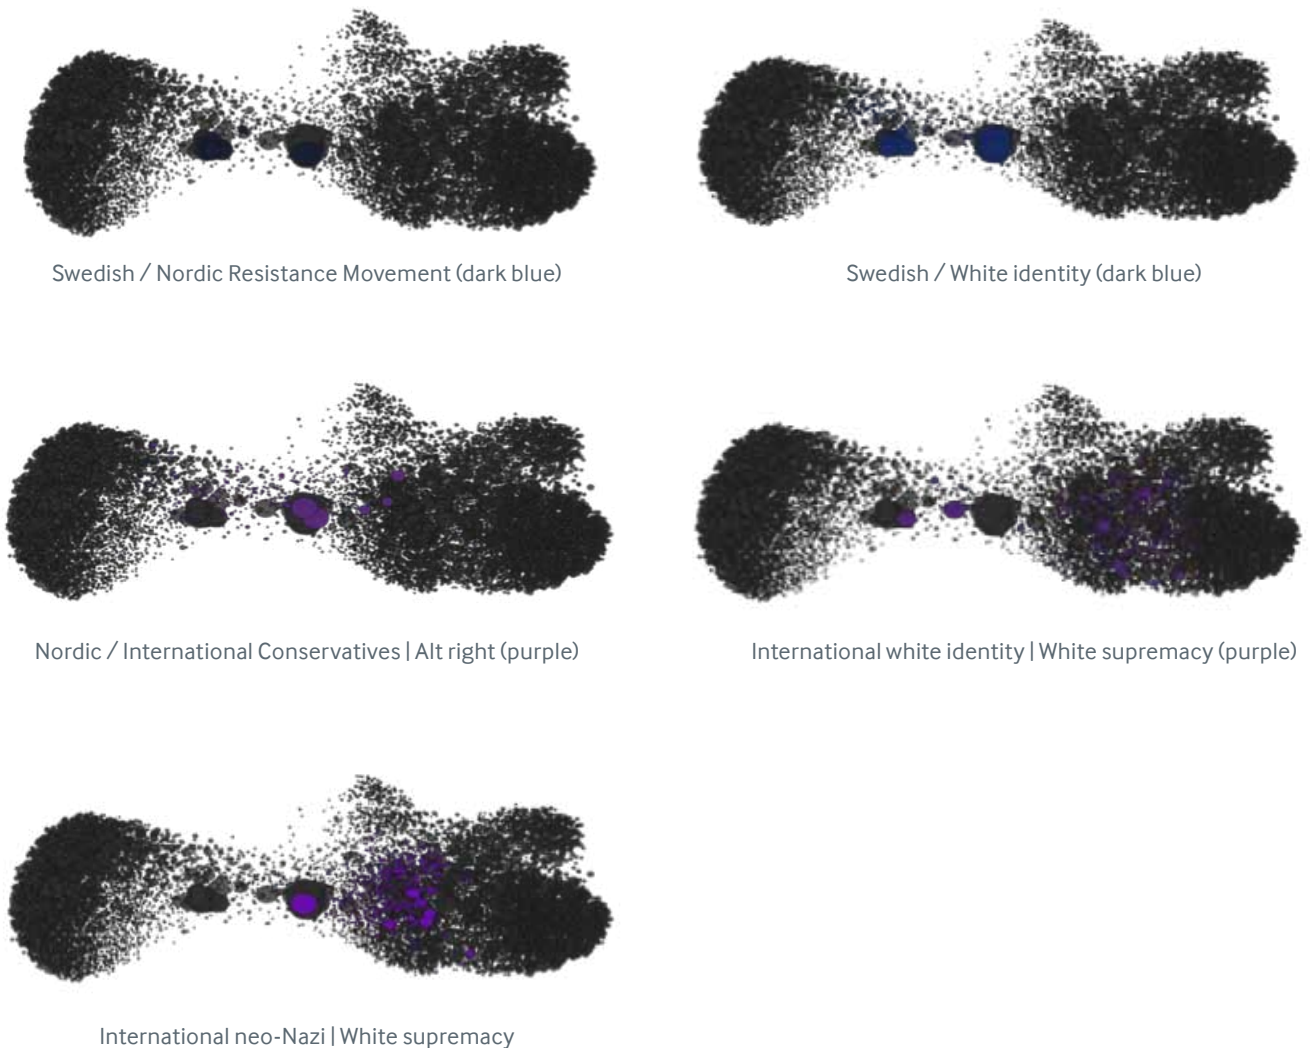 Swedish / Nordic Resistance Movement (dark blue)
Swedish / White identity (dark blue)
Nordic / International Conservatives | Alt right (purple)
International white identity | White supremacy (purple)
International neo-Nazi | White supremacy